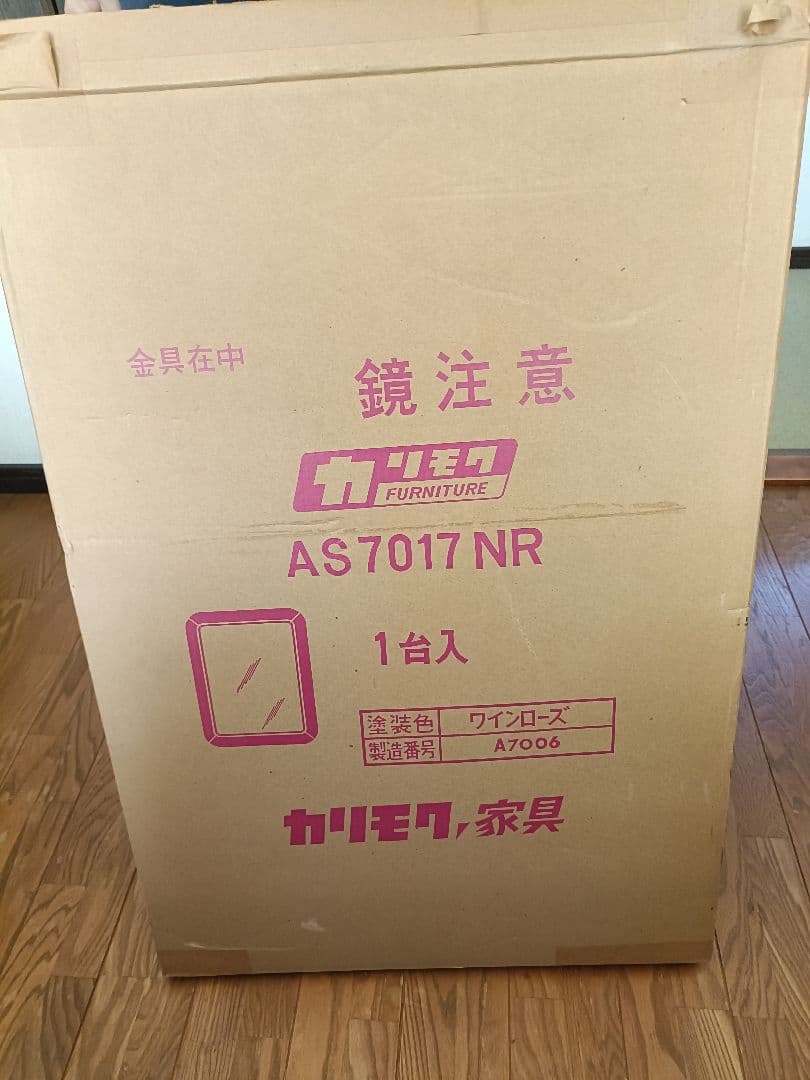 金具在中
鏡注意
カリモク
FURNITURE
AS7017NR
1台入
塗装色 ワインローズ
製造番号 A7006
カリモク家具